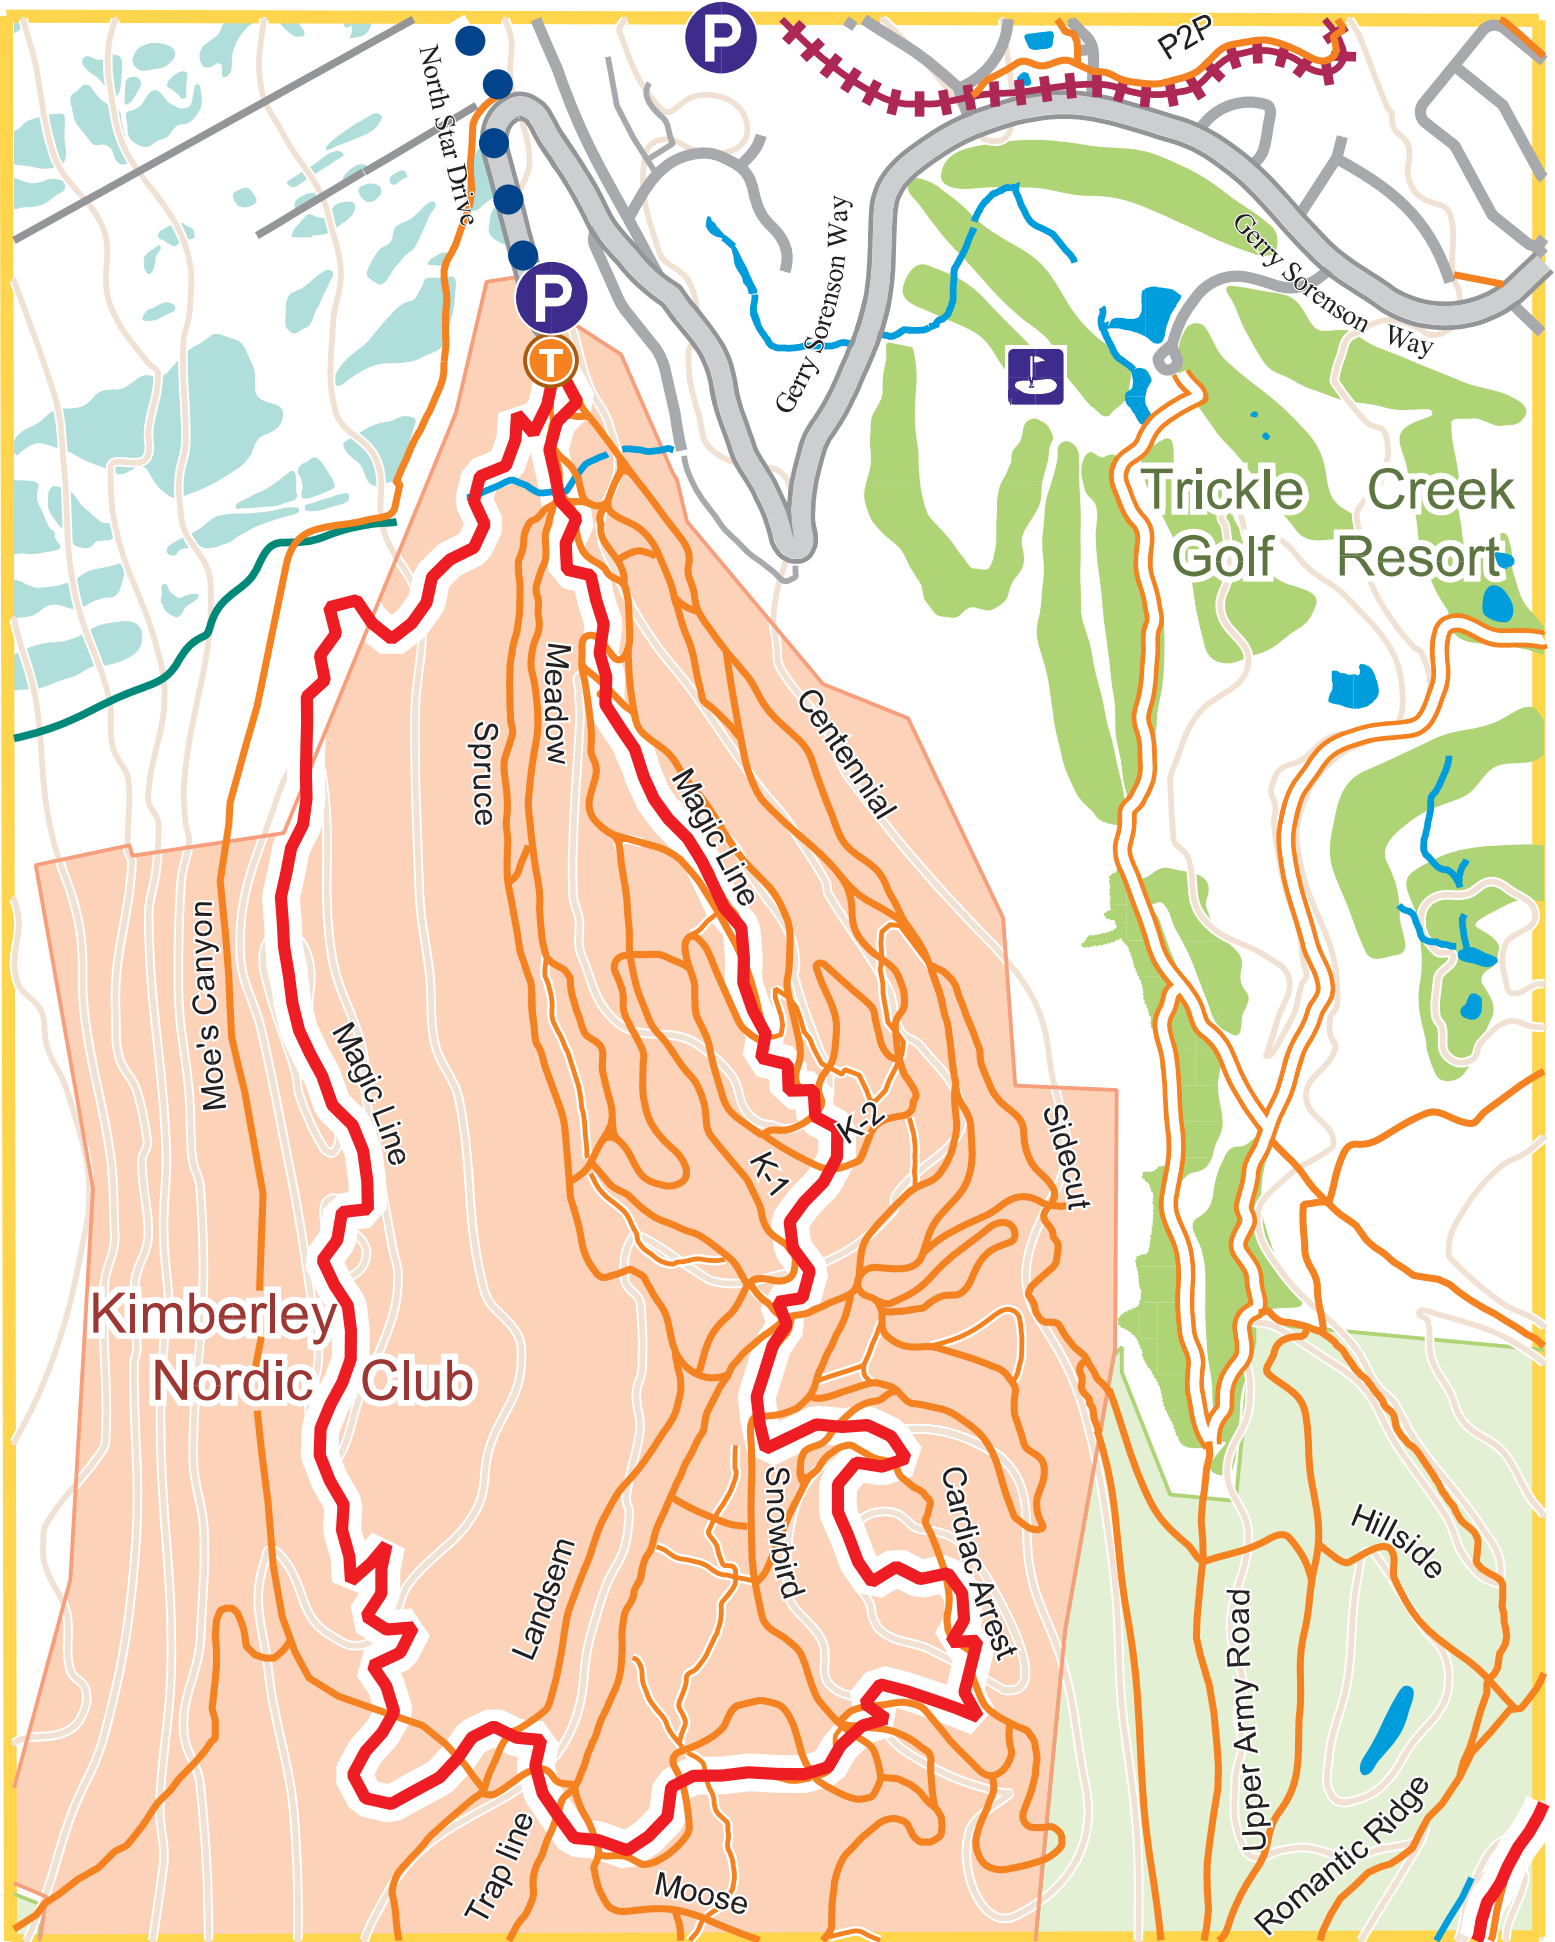 P
P2P
North Star Drive
Gerry Sorenson Way
Gerry Sorenson Way
P
T
Trickle Creek
Golf Resort
Meadow
Spruce
Centennial
Magic Line
Moe's Canyon
Magic Line
K-2
K-1
Sidecut
Kimberley
Nordic Club
Snowbird
Cardiac Arrest
Landsem
Hillside
Upper Army Road
Romantic Ridge
Trap line
Moose